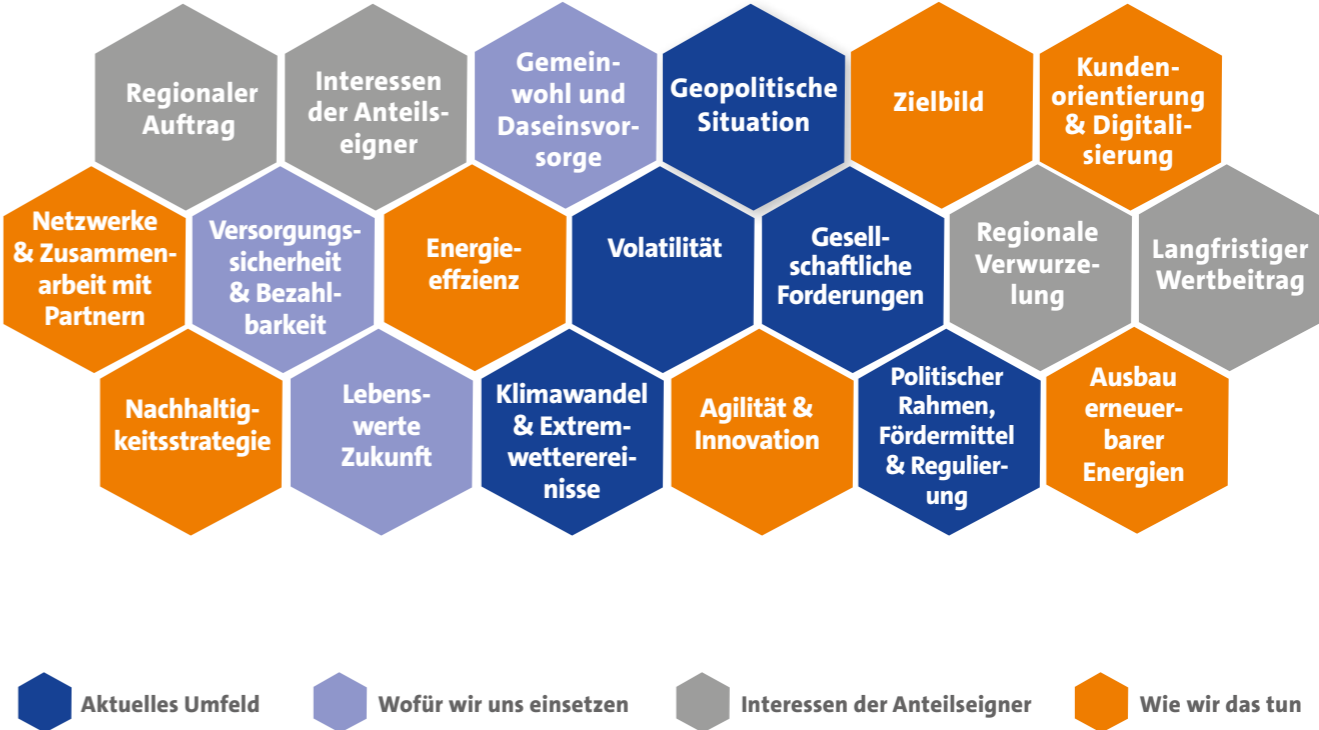 Regionaler
Auftrag
Interessen
der Anteils-
eigner
Gemein-
wohl und
Daseinsvor-
sorge
Geopolitische
Situation
Zielbild
Kunden-
orientierung
& Digitali-
sierung
Netzwerke
& Zusammen-
arbeit mit
Partnern
Versorgungs-
sicherheit
& Bezahl-
barkeit
Energie-
effzienz
Volatilität
Gesell-
schaftliche
Forderungen
Regionale
Verwurze-
lung
Langfristiger
Wertbeitrag
Nachhaltig-
keitsstrategie
Lebens-
werte
Zukunft
Klimawandel
& Extrem-
wetterei-
nisse
Agilität &
Innovation
Politischer
Rahmen,
Fördermittel
& Regulier-
ung
Ausbau
erneuer-
barer
Energien
Aktuelles Umfeld
Wofür wir uns einsetzen
Interessen der Anteilseigner
Wie wir das tun